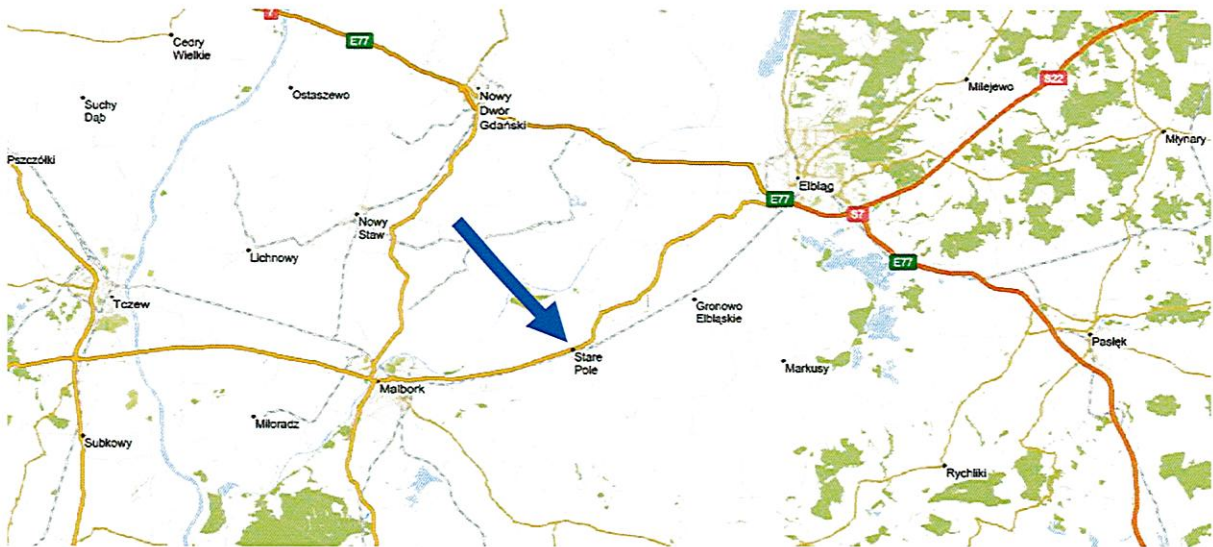 7
E77
Cedry
Wielkie
Suchy
Dąb
Ostaszewo
Nowy
Dwór
Gdański
Milejewo
S22
Młynary
Pszczółki
Elbląg
E77
S7
Nowy
Staw
Lichnowy
E77
Tczew
Gronowo
Elbląskie
Stare
Pole
Markusy
Pasłęk
Malbork
Miłoradz
Subkowy
Rychliki